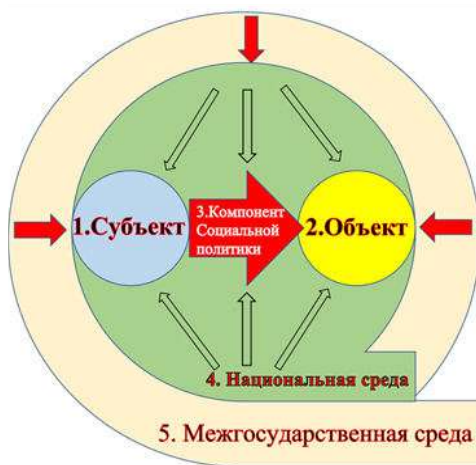 1.Субъект
3.Компонент
Социальной
политики
2.Объект
4. Национальная среда
5. Межгосударственная среда